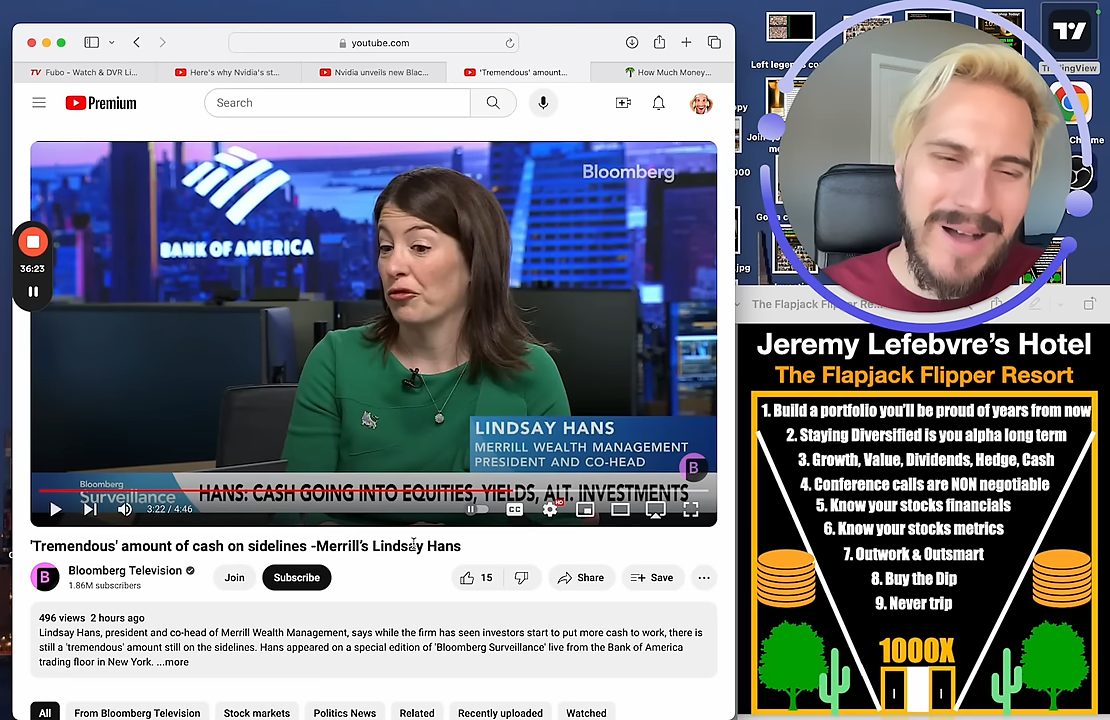 youtube.com
TV Fubo - Watch & DVR Li...
Here's why Nvidia's st...
Nvidia unveils new Blac...
'Tremendous' amount...
How Much Money...
Premium
Search
Bloomberg
BANK OF AMERICA
36:23
LINDSAY HANS
MERRILL WEALTH MANAGEMENT
PRESIDENT AND CO-HEAD
B
Bloomberg
Surveillance
HANS: CASH GOING INTO EQUITIES, YIELDS, ALT INVESTMENTS
3:22 / 4:46
CC
HD
'Tremendous' amount of cash on sidelines -Merrill's Lindsay Hans
B
Bloomberg Television
1.86M subscribers
Join
Subscribe
15
Share
Save
496 views 2 hours ago
Lindsay Hans, president and co-head of Merrill Wealth Management, says while the firm has seen investors start to put more cash to work, there is
still a 'tremendous' amount still on the sidelines. Hans appeared on a special edition of 'Bloomberg Surveillance' live from the Bank of America
trading floor in New York. ...more
All
From Bloomberg Television
Stock markets
Politics News
Related
Recently uploaded
Watched
Left legen
TradingView
The Flapjack Fli
Jeremy Lefebvre's Hotel
The Flapjack Flipper Resort
1. Build a portfolio you'll be proud of years from now
2. Staying Diversified is you alpha long term
3. Growth, Value, Dividends, Hedge, Cash
4. Conference calls are NON negotiable
5. Know your stocks financials
6. Know your stocks metrics
7. Outwork & Outsmart
8. Buy the Dip
9. Never trip
1000X